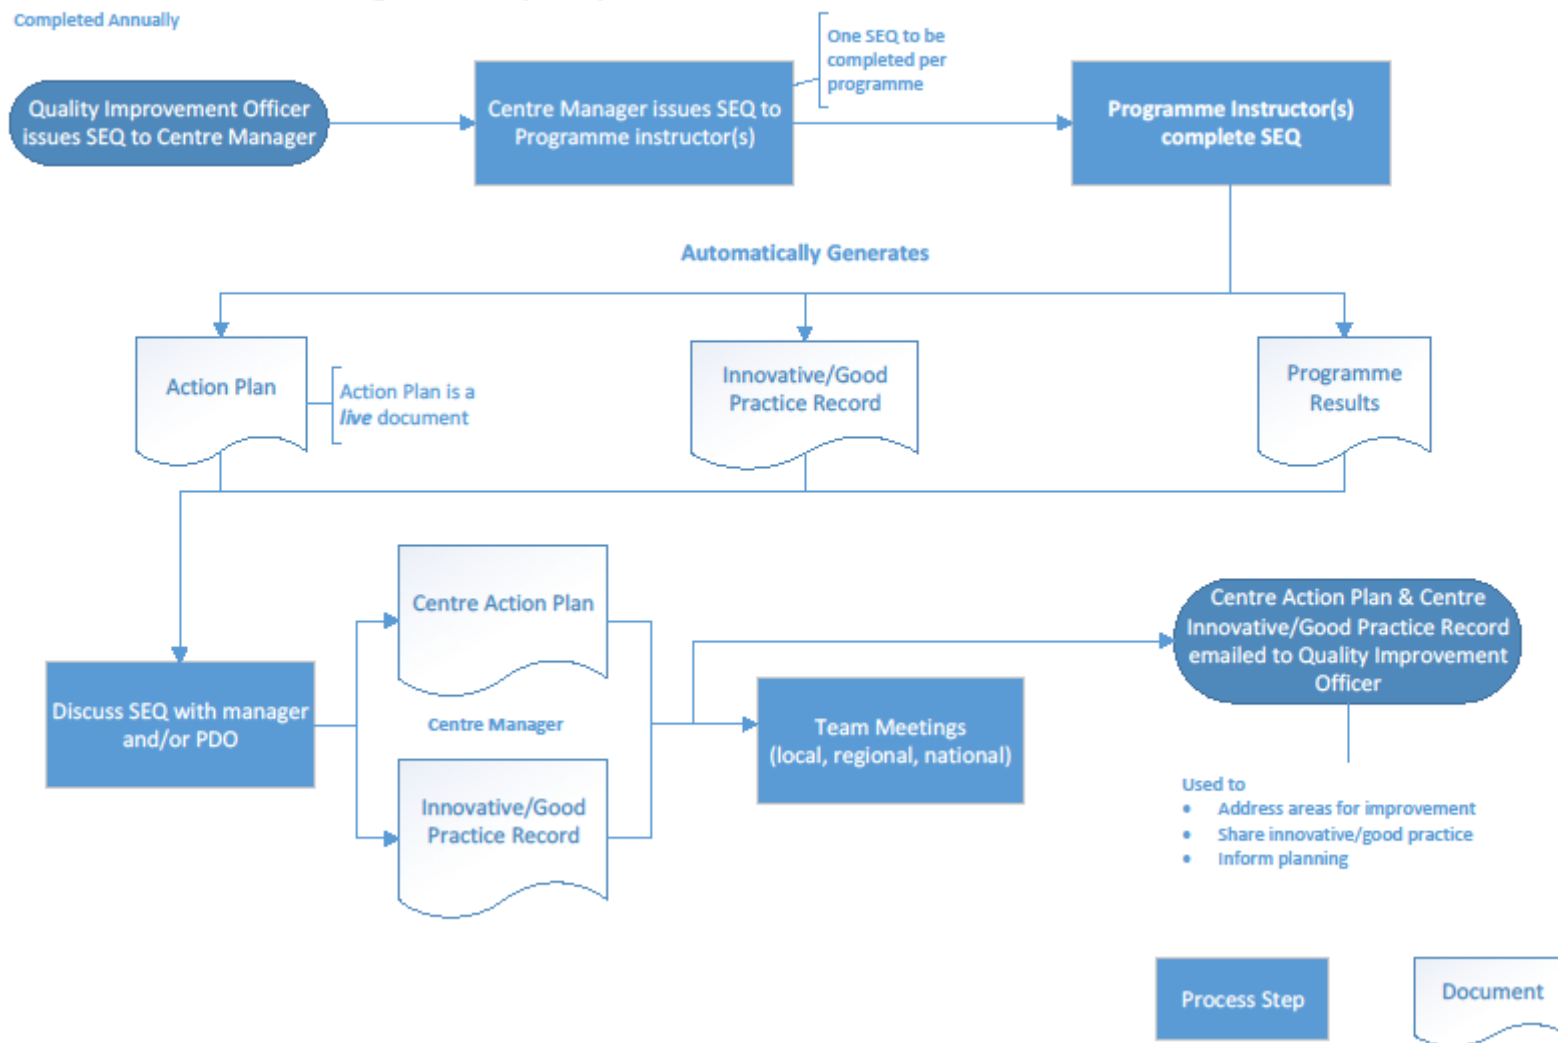 Completed Annually
One SEQ to be
completed per
programme
Quality Improvement Officer
issues SEQ to Centre Manager
Centre Manager issues SEQ to
Programme instructor(s)
Programme Instructor(s)
complete SEQ
Automatically Generates
Action Plan
Action Plan is a
live document
Innovative/Good
Practice Record
Programme
Results
Centre Action Plan
Centre Action Plan & Centre
Innovative/Good Practice Record
emailed to Quality Improvement
Officer
Discuss SEQ with manager
and/or PDO
Centre Manager
Team Meetings
(local, regional, national)
Innovative/Good
Practice Record
Used to
• Address areas for improvement
• Share innovative/good practice
• Inform planning
Process Step
Document